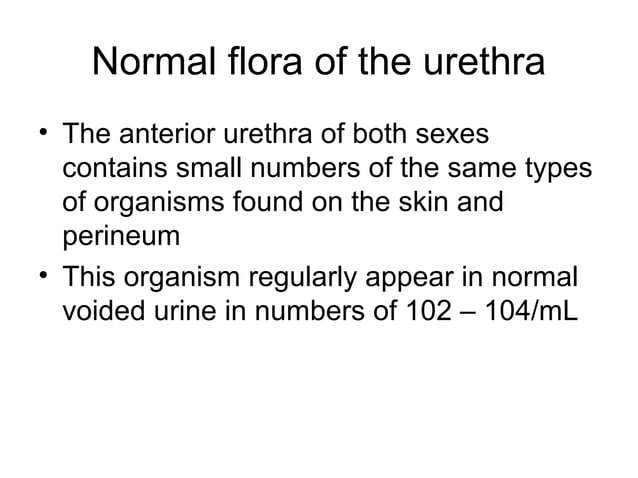 Normal flora of the urethra
• The anterior urethra of both sexes
contains small numbers of the same types
of organisms found on the skin and
perineum
• This organism regularly appear in normal
voided urine in numbers of 102 – 104/mL